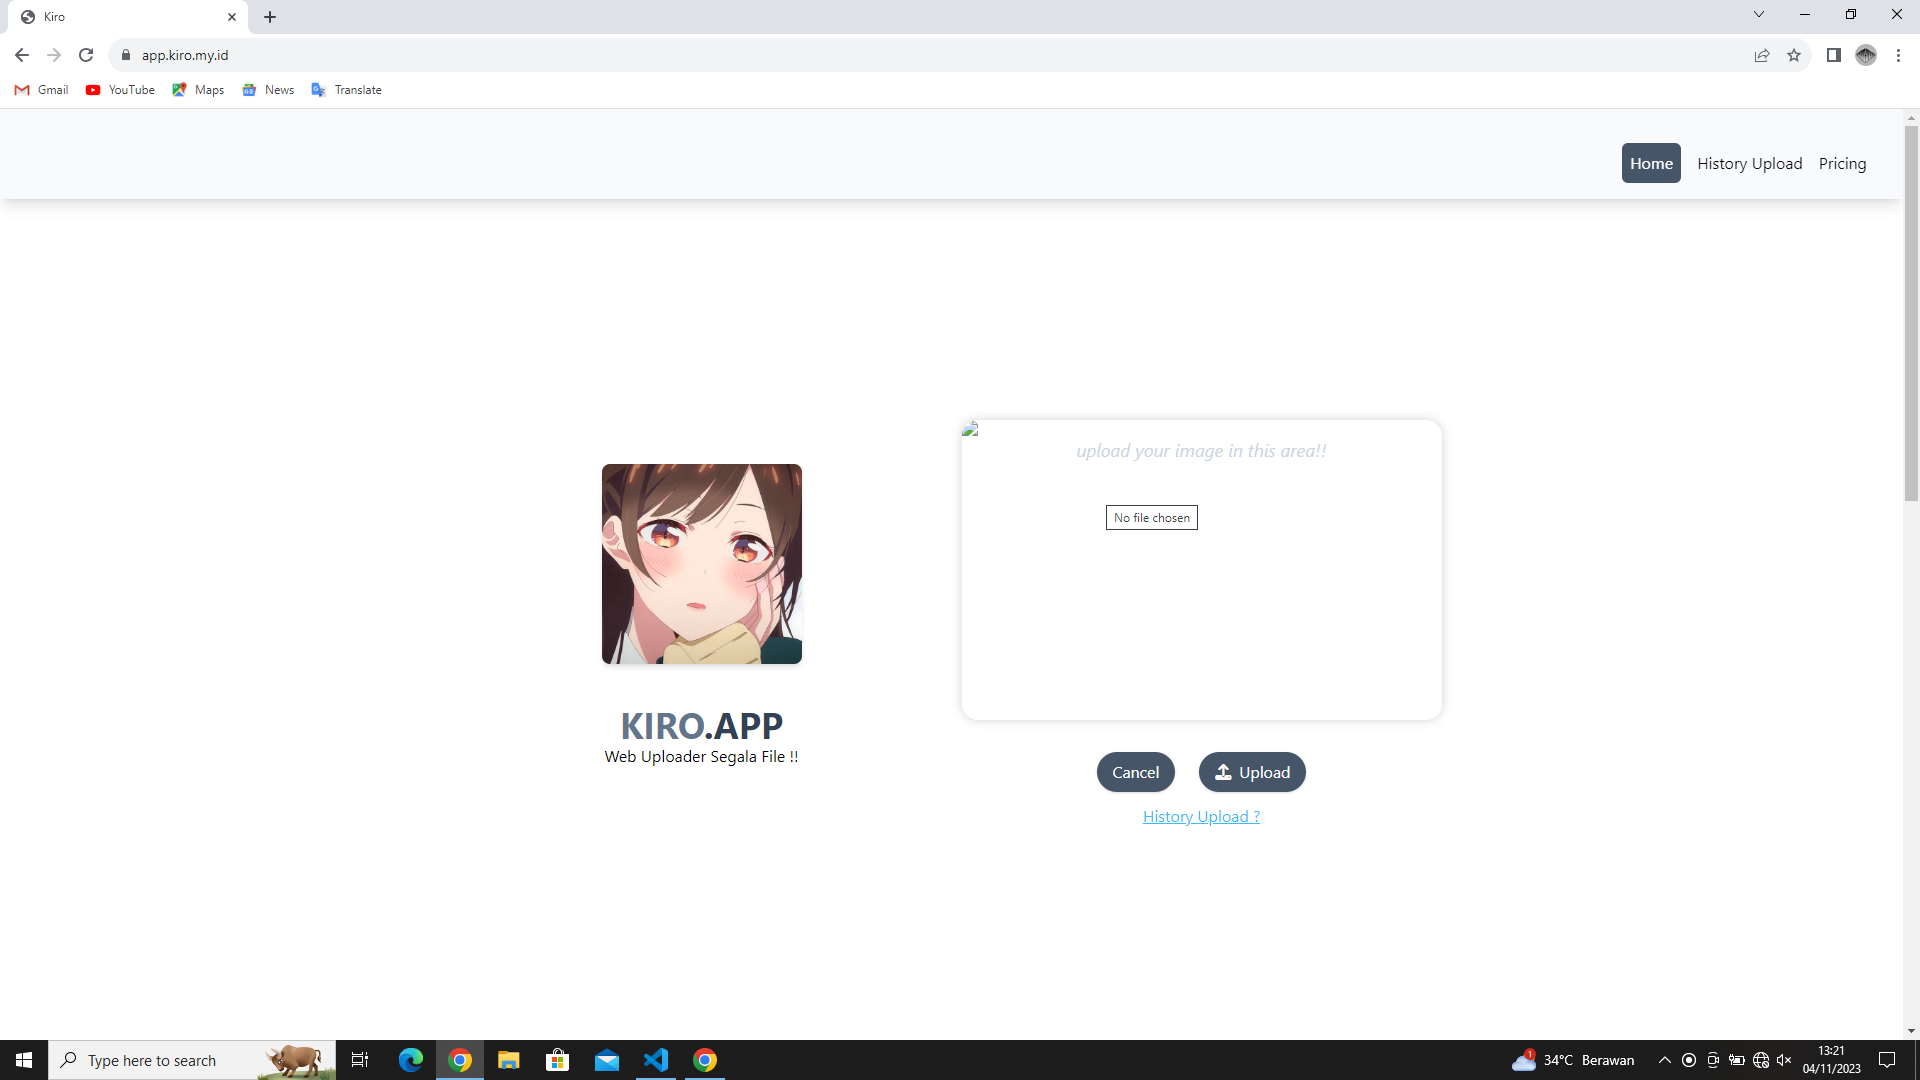 Kiro
app.kiro.my.id
Gmail YouTube Maps News Translate
Home History Upload Pricing
upload your image in this area!!
No file chosen
KIRO.APP
Web Uploader Segala File !!
Cancel Upload
History Upload ?
Type here to search
1
34°C Berawan
13:21
04/11/2023